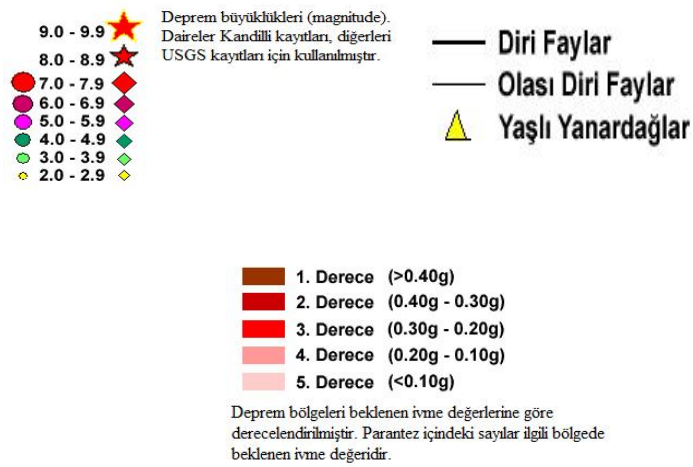 9.0 - 9.9
8.0 - 8.9
7.0 - 7.9
6.0 - 6.9
5.0 - 5.9
4.0 - 4.9
3.0 - 3.9
2.0 - 2.9
Deprem büyüklükleri (magnitude).
Daireler Kandilli kayıtları, diğerleri
USGS kayıtları için kullanılmıştır.
Diri Faylar
Olası Diri Faylar
Yaşlı Yanardağlar
1. Derece (>0.40g)
2. Derece (0.40g - 0.30g)
3. Derece (0.30g - 0.20g)
4. Derece (0.20g - 0.10g)
5. Derece (<0.10g)
Deprem bölgeleri beklenen ivme değerlerine göre
derecelendirilmiştir. Parantez içindeki sayılar ilgili bölgede
beklenen ivme değeridir.